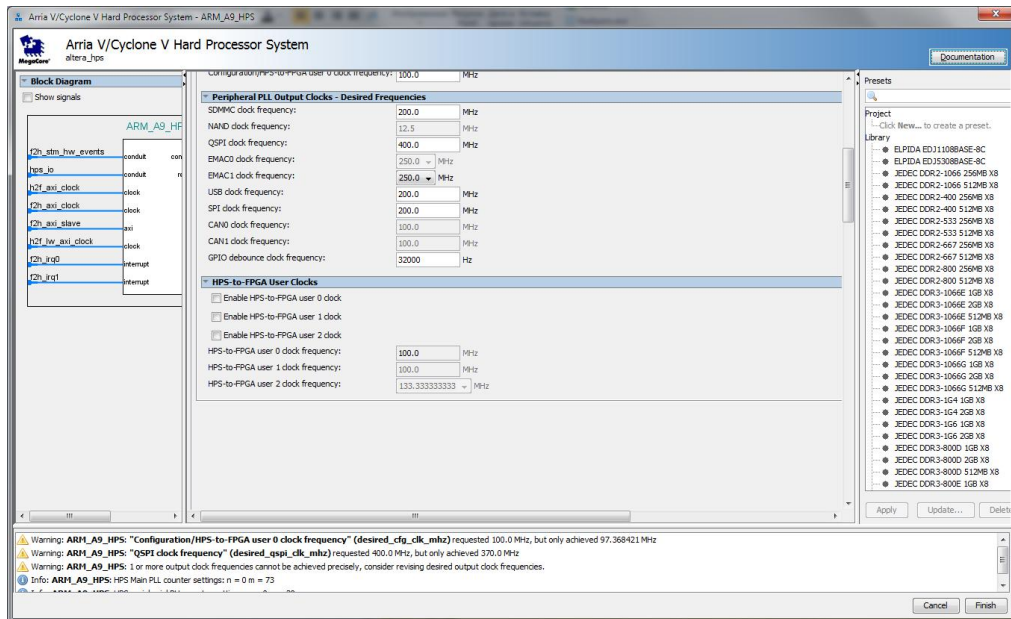 Arria V/Cyclone V Hard Processor System - ARM_A9_HPS
Arria V/Cyclone V Hard Processor System
altera_hps
MegaCore
Documentation
Block Diagram
Show signals
ARM_A9_HP
f2h_stm_hw_events
conduit con
hps_io
conduit
h2f_axi_clock
clock
f2h_axi_clock
clock
f2h_axi_slave
axi
h2f_lw_axi_clock
clock
f2h_irq0
interrupt
f2h_irq1
interrupt
Configuration/HPS-to-FPGA user 0 clock frequency: 100.0 MHz
Peripheral PLL Output Clocks - Desired Frequencies
SDMMC clock frequency: 200.0 MHz
NAND clock frequency: 12.5 MHz
QSPI clock frequency: 400.0 MHz
EMAC0 clock frequency: 250.0 MHz
EMAC1 clock frequency: 250.0 MHz
USB clock frequency: 200.0 MHz
SPI clock frequency: 200.0 MHz
CAN0 clock frequency: 100.0 MHz
CAN1 clock frequency: 100.0 MHz
GPIO debounce clock frequency: 32000 Hz
HPS-to-FPGA User Clocks
Enable HPS-to-FPGA user 0 clock
Enable HPS-to-FPGA user 1 clock
Enable HPS-to-FPGA user 2 clock
HPS-to-FPGA user 0 clock frequency: 100.0 MHz
HPS-to-FPGA user 1 clock frequency: 100.0 MHz
HPS-to-FPGA user 2 clock frequency: 133.333333333 MHz
Presets
Project
Click New... to create a preset.
Library
ELPIDA EDJ1108BASE-8C
ELPIDA EDJ5308BASE-8C
JEDEC DDR2-1066 256MB X8
JEDEC DDR2-1066 512MB X8
JEDEC DDR2-400 256MB X8
JEDEC DDR2-400 512MB X8
JEDEC DDR2-533 256MB X8
JEDEC DDR2-533 512MB X8
JEDEC DDR2-667 256MB X8
JEDEC DDR2-667 512MB X8
JEDEC DDR2-800 256MB X8
JEDEC DDR2-800 512MB X8
JEDEC DDR3-1066E 1GB X8
JEDEC DDR3-1066E 2GB X8
JEDEC DDR3-1066E 512MB X8
JEDEC DDR3-1066F 1GB X8
JEDEC DDR3-1066F 2GB X8
JEDEC DDR3-1066F 512MB X8
JEDEC DDR3-1066G 1GB X8
JEDEC DDR3-1066G 2GB X8
JEDEC DDR3-1066G 512MB X8
JEDEC DDR3-1G4 1GB X8
JEDEC DDR3-1G4 2GB X8
JEDEC DDR3-1G6 1GB X8
JEDEC DDR3-1G6 2GB X8
JEDEC DDR3-800D 1GB X8
JEDEC DDR3-800D 2GB X8
JEDEC DDR3-800D 512MB X8
JEDEC DDR3-800E 1GB X8
Apply Update... Delet
Warning: ARM_A9_HPS: "Configuration/HPS-to-FPGA user 0 clock frequency" (desired_cfg_clk_mhz) requested 100.0 MHz, but only achieved 97.368421 MHz
Warning: ARM_A9_HPS: "QSPI clock frequency" (desired_qspi_clk_mhz) requested 400.0 MHz, but only achieved 370.0 MHz
Warning: ARM_A9_HPS: 1 or more output clock frequencies cannot be achieved precisely, consider revising desired output clock frequencies.
Info: ARM_A9_HPS: HPS Main PLL counter settings: n = 0 m = 73
Cancel Finish